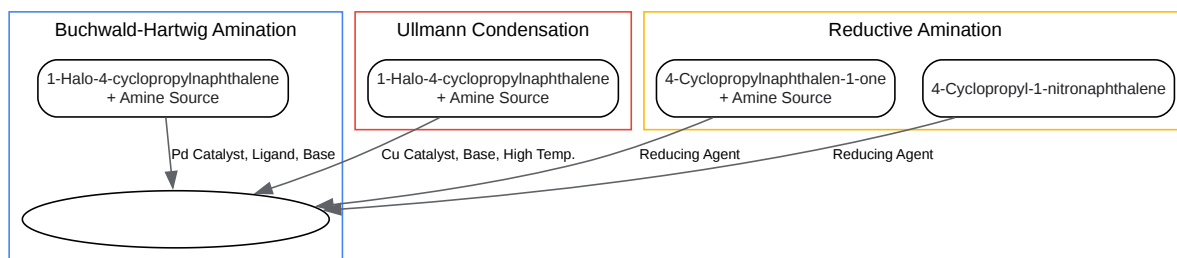 Buchwald-Hartwig Amination
Ullmann Condensation
Reductive Amination
1-Halo-4-cyclopropylnaphthalene
+ Amine Source
1-Halo-4-cyclopropylnaphthalene
+ Amine Source
4-Cyclopropylnaphthalen-1-one
+ Amine Source
4-Cyclopropyl-1-nitronaphthalene
Pd Catalyst, Ligand, Base
Cu Catalyst, Base, High Temp.
Reducing Agent
Reducing Agent